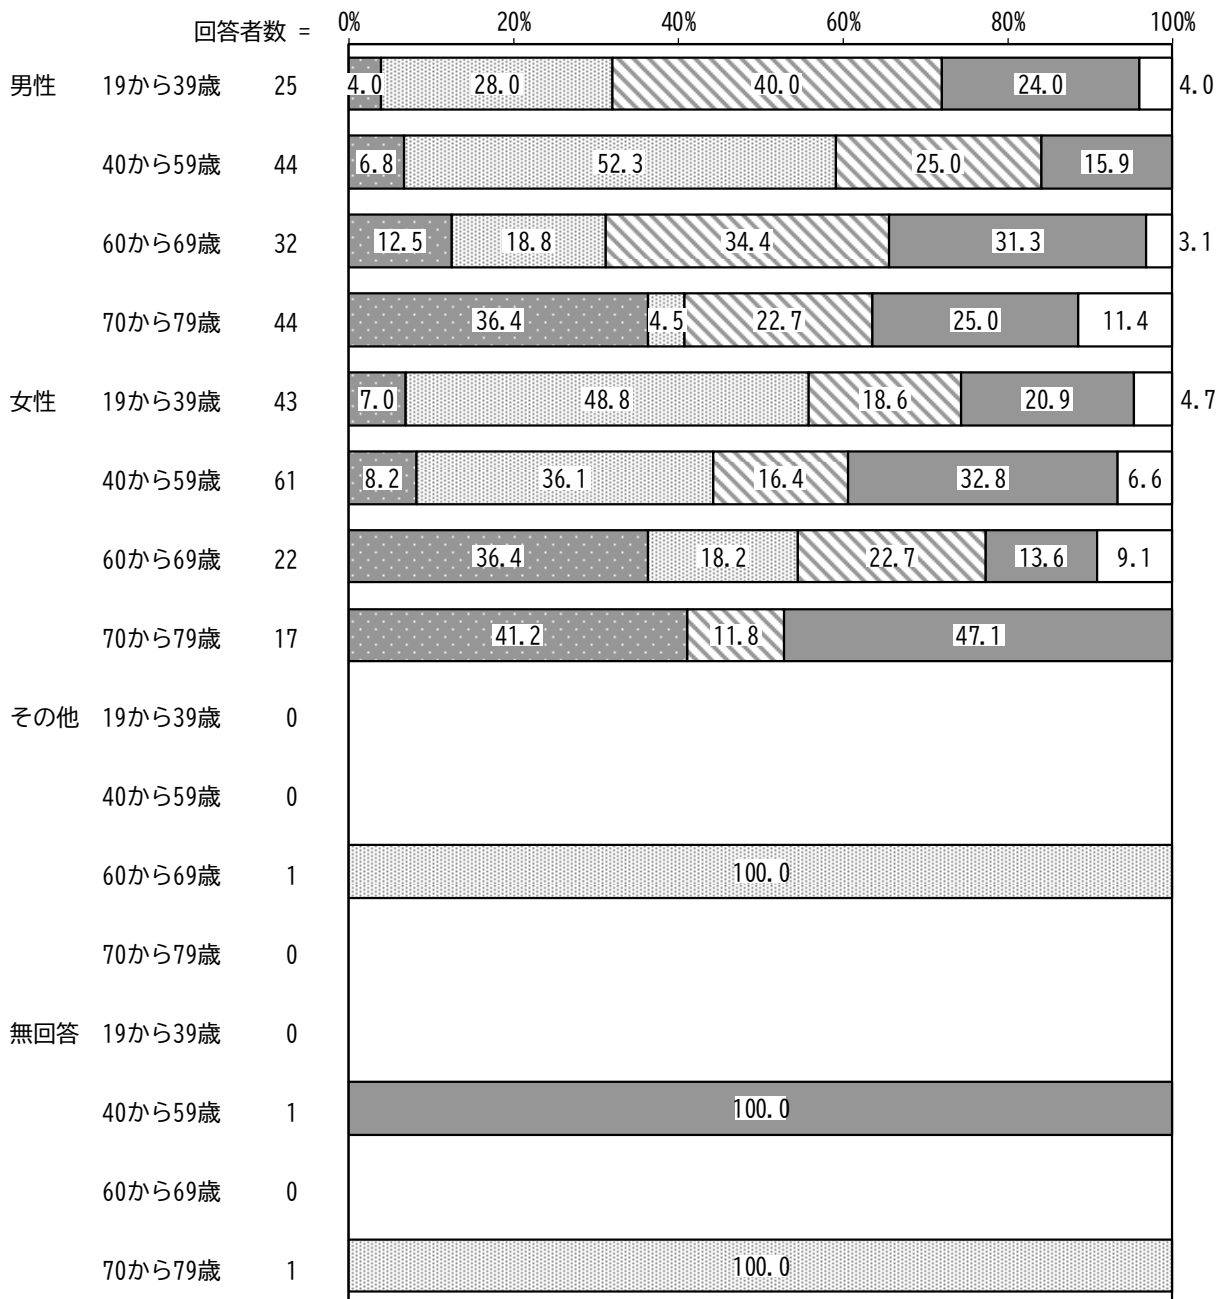 回答者数 = 0% 20% 40% 60% 80% 100%
男性 19から39歳 25 4.0 28.0 40.0 24.0 4.0
40から59歳 44 6.8 52.3 25.0 15.9
60から69歳 32 12.5 18.8 34.4 31.3 3.1
70から79歳 44 36.4 4.5 22.7 25.0 11.4
女性 19から39歳 43 7.0 48.8 18.6 20.9 4.7
40から59歳 61 8.2 36.1 16.4 32.8 6.6
60から69歳 22 36.4 18.2 22.7 13.6 9.1
70から79歳 17 41.2 11.8 47.1
その他 19から39歳 0
40から59歳 0
60から69歳 1 100.0
70から79歳 0
無回答 19から39歳 0
40から59歳 1 100.0
60から69歳 0
70から79歳 1 100.0